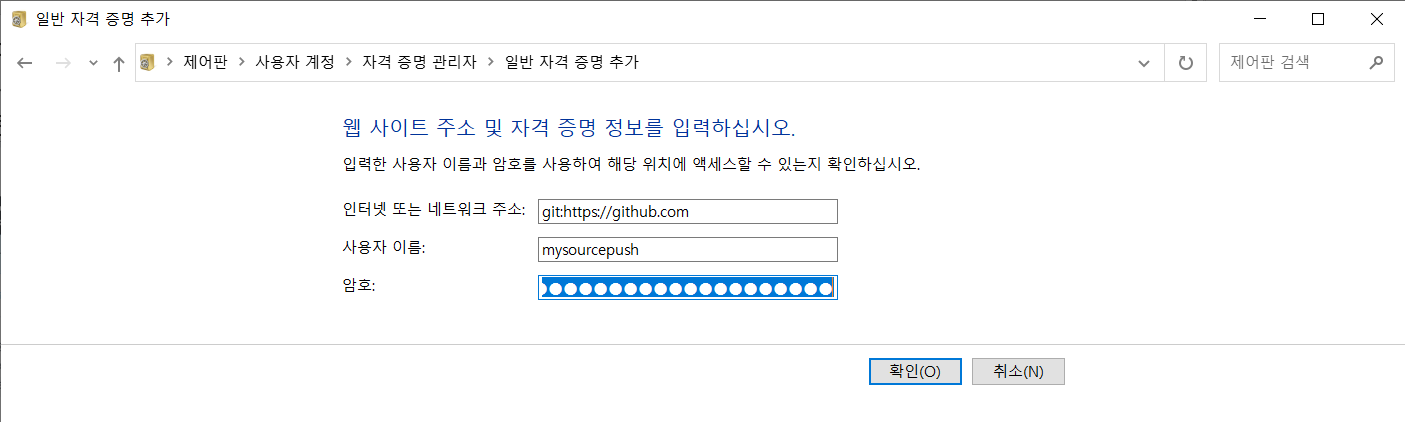 일반 자격 증명 추가
제어판 > 사용자 계정 > 자격 증명 관리자 > 일반 자격 증명 추가
제어판 검색
웹 사이트 주소 및 자격 증명 정보를 입력하십시오.
입력한 사용자 이름과 암호를 사용하여 해당 위치에 액세스할 수 있는지 확인하십시오.
인터넷 또는 네트워크 주소: git:https://github.com
사용자 이름: mysourcepush
암호: ●●●●●●●●●●●●●●●●●●●●
확인(O) 취소(N)